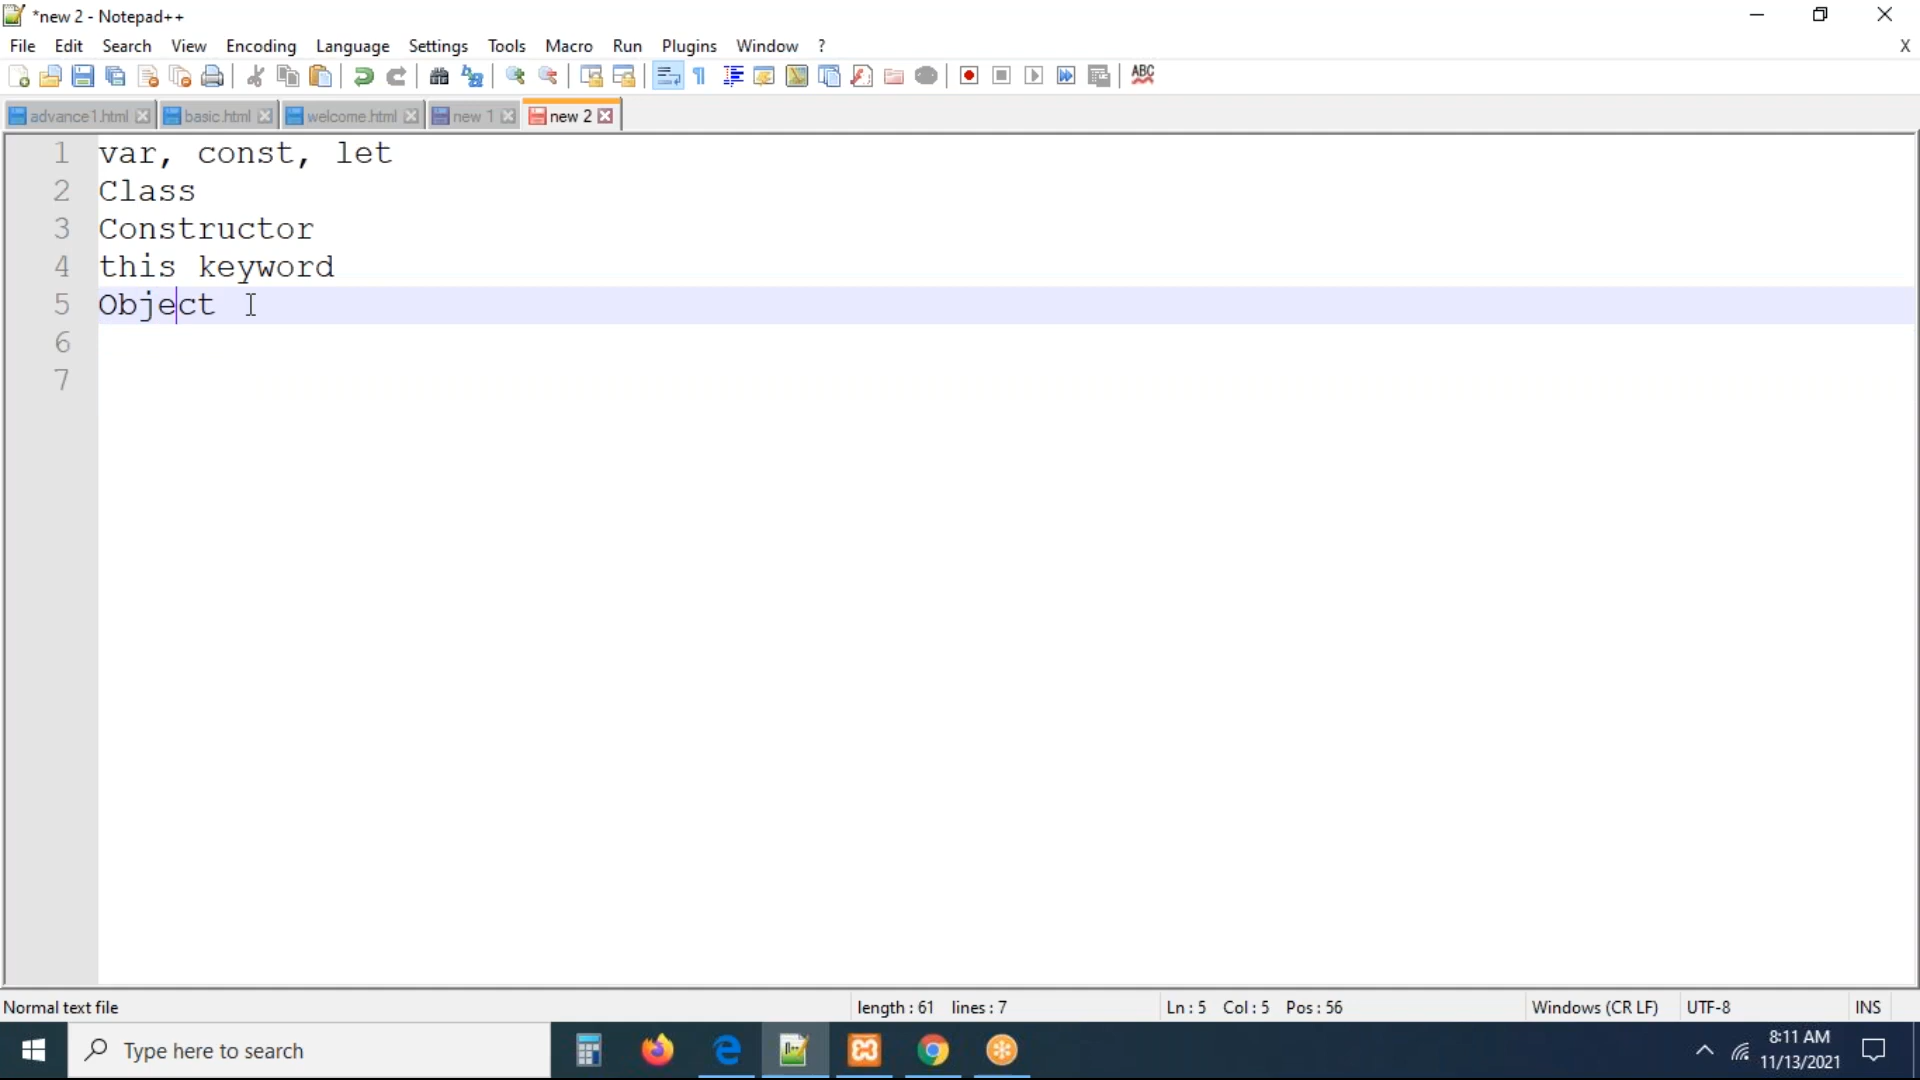 *new 2 - Notepad++
File Edit Search View Encoding Language Settings Tools Macro Run Plugins Window ? X
ABC
advance1.html basic.html welcome.html new 1 new 2
1 var, const, let
2 Class
3 Constructor
4 this keyword
5 Object
6
7
Normal text file length : 61 lines : 7 Ln : 5 Col : 5 Pos : 56 Windows (CR LF) UTF-8 INS
Type here to search
8:11 AM
11/13/2021